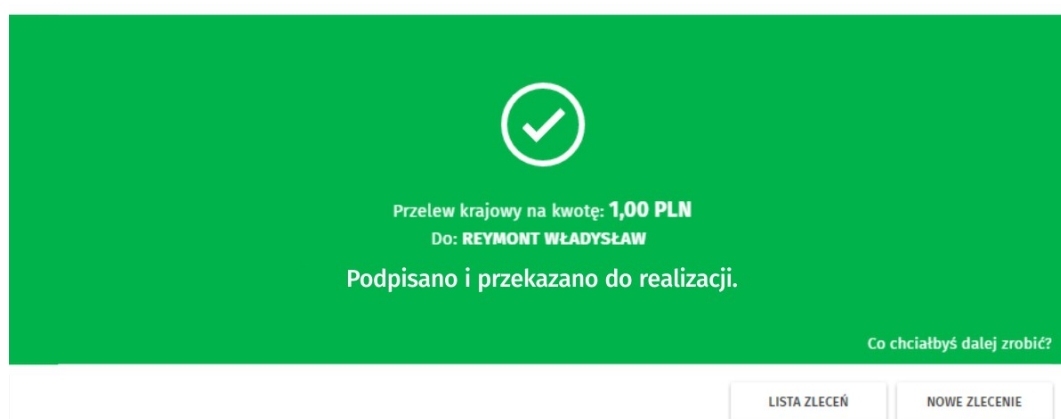 Przelew krajowy na kwotę: 1,00 PLN
Do: REYMONT WŁADYSŁAW
Podpisano i przekazano do realizacji.
Co chciałbyś dalej zrobić?
LISTA ZLECEŃ NOWE ZLECENIE